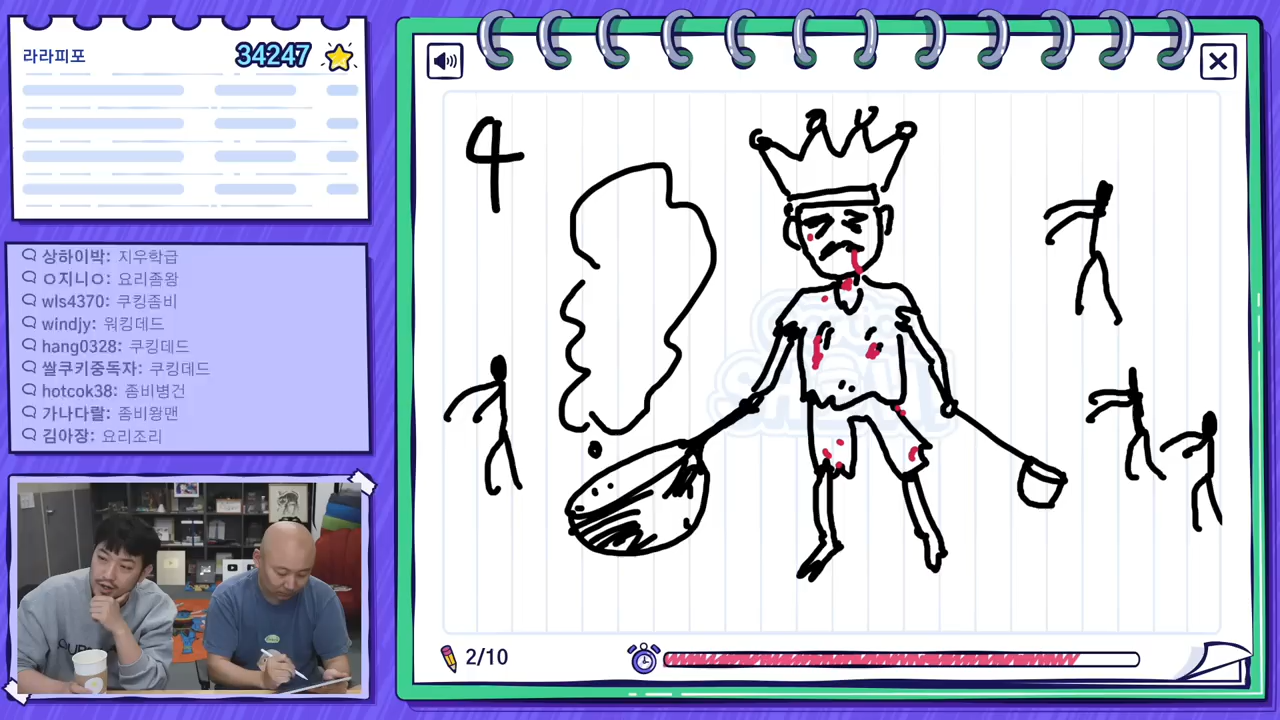 라라피포 34247
4
상하이박: 지우학급
ㅇ지니ㅇ: 요리좀왕
wls4370: 쿠킹좀비
windjy: 워킹데드
hang0328: 쿠킹데드
쌀쿠키중독자: 쿠킹데드
hotcok38: 좀비병건
가나다랄: 좀비왕맨
김아장: 요리조리
2/10